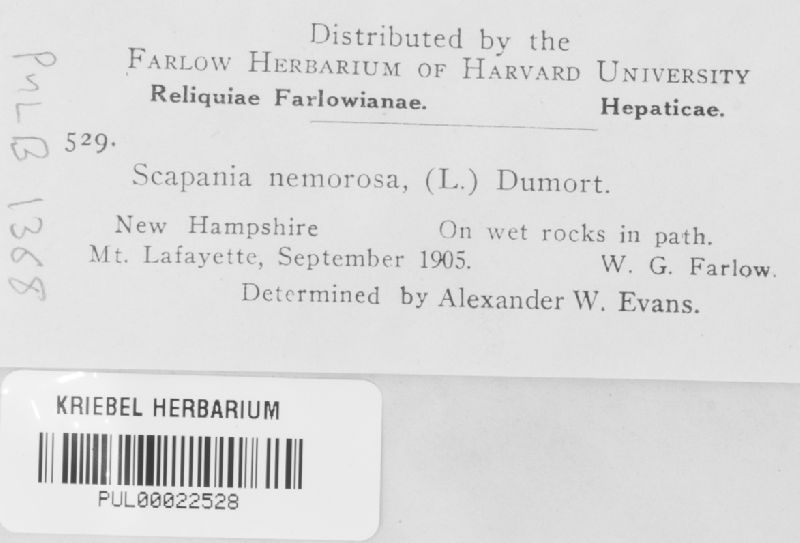 Distributed by the
FARLOW HERBARIUM OF HARVARD UNIVERSITY
Reliquiae Farlowianae. Hepaticae.
529.
Scapania nemorosa, (L.) Dumort.
New Hampshire On wet rocks in path.
Mt. Lafayette, September 1905. W. G. Farlow.
Determined by Alexander W. Evans.
PULB 1368
KRIEBEL HERBARIUM
PUL00022528